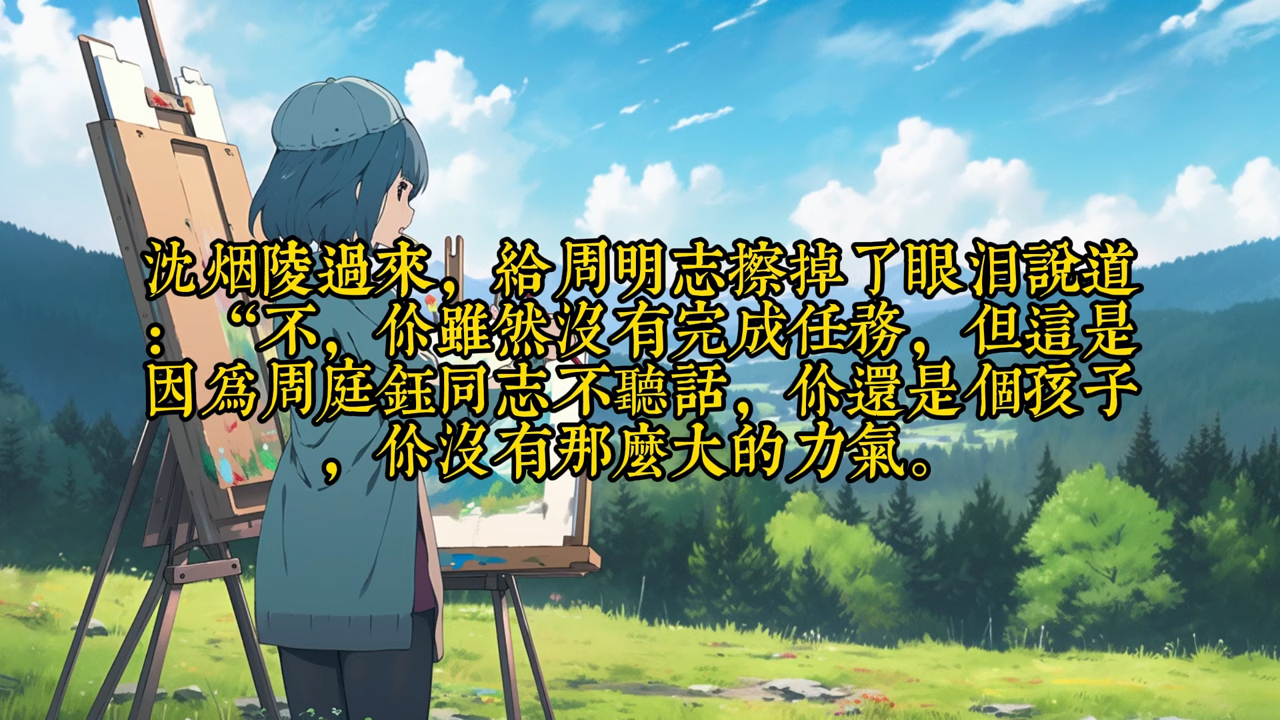 沈烟陵過來，給周明志擦掉了眼泪說道
：“不，伱雖然沒有完成任務，但這是
因爲周庭鈺同志不聽話，伱還是個孩子
，伱沒有那麼大的力氣。